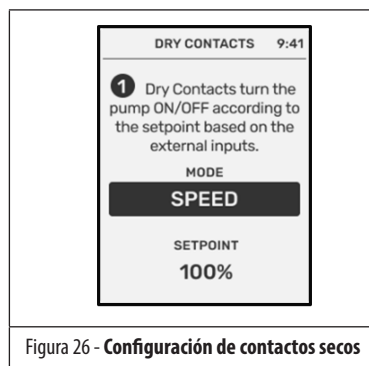 DRY CONTACTS 9:41
1 Dry Contacts turn the
pump ON/OFF according to
the setpoint based on the
external inputs.
MODE
SPEED
SETPOINT
100%
Figura 26 - Configuración de contactos secos